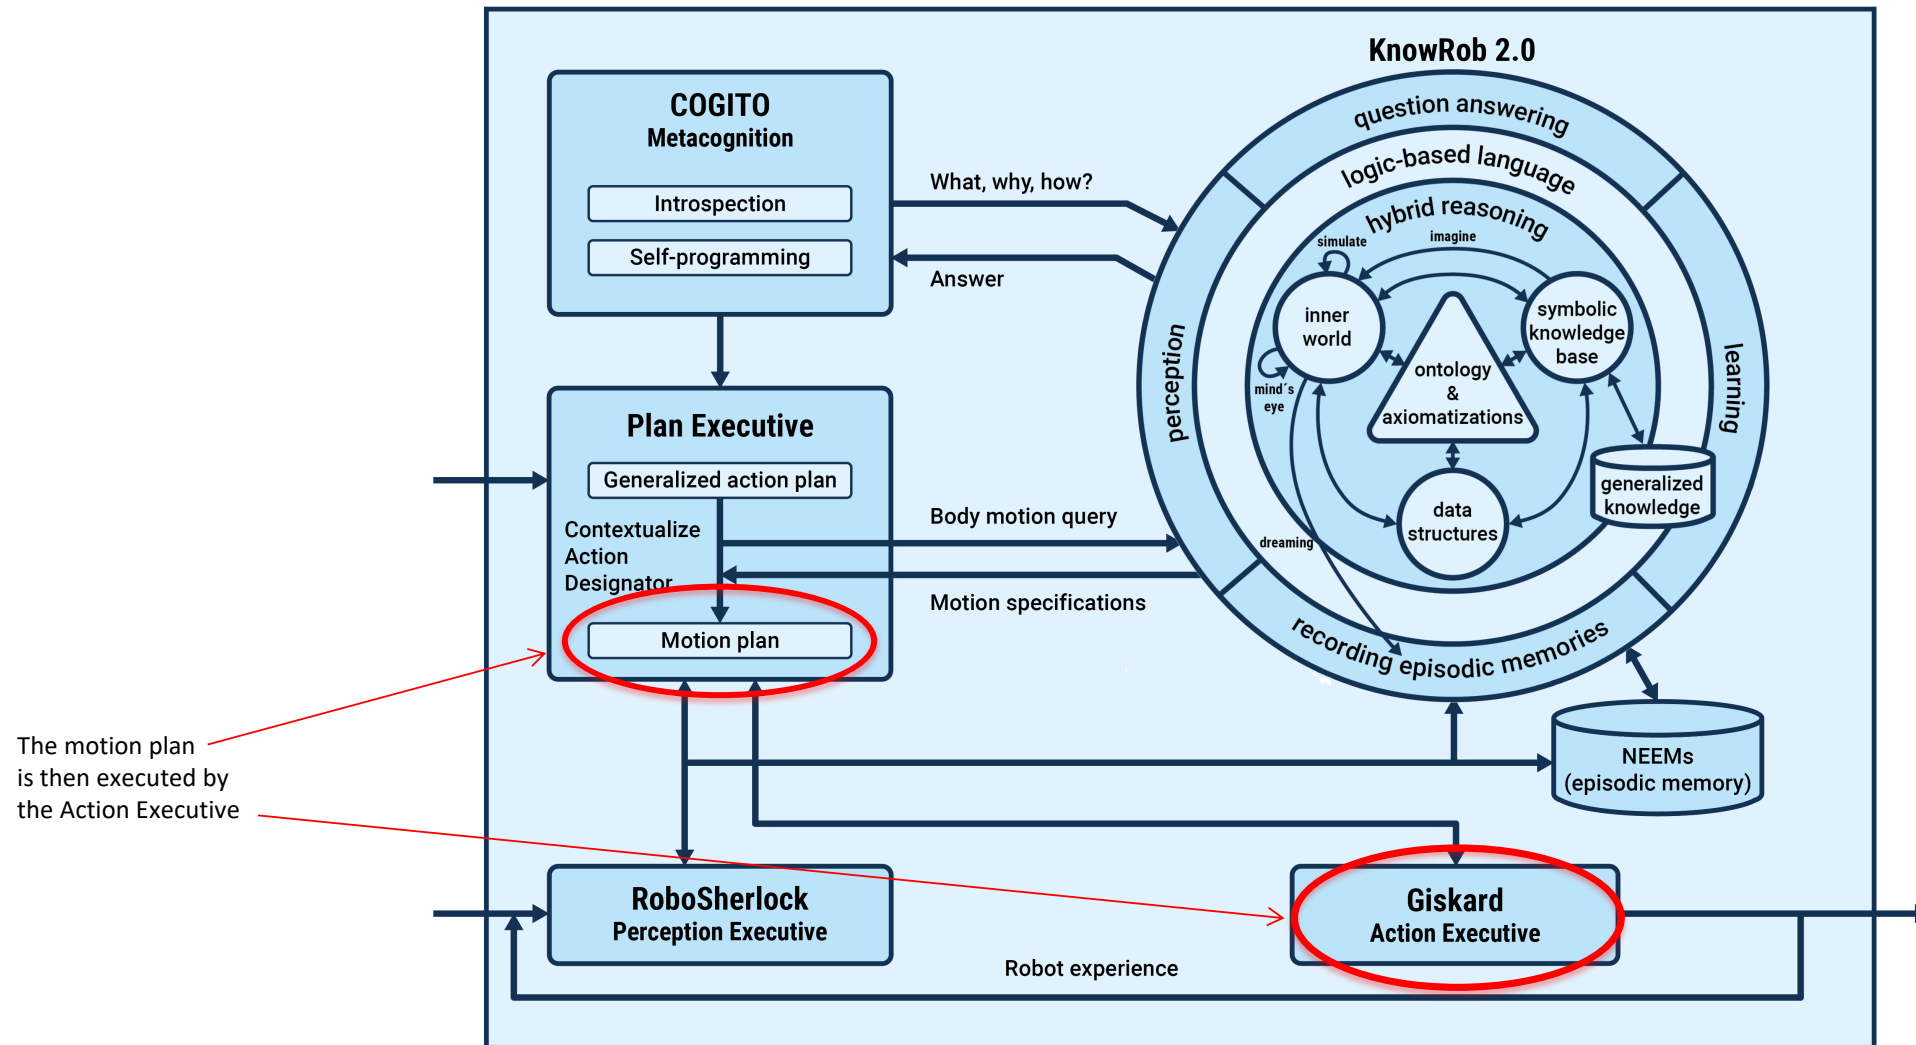 KnowRob 2.0
COGITO
Metacognition
Introspection
Self-programming
What, why, how?
Answer
question answering
logic-based language
hybrid reasoning
simulate
imagine
inner
world
symbolic
knowledge
base
mind´s
eye
ontology
&
axiomatizations
perception
learning
data
structures
generalized
knowledge
dreaming
recording episodic memories
Plan Executive
Generalized action plan
Contextualize
Action
Designator
Body motion query
Motion specifications
Motion plan
The motion plan
is then executed by
the Action Executive
NEEMs
(episodic memory)
RoboSherlock
Perception Executive
Giskard
Action Executive
Robot experience